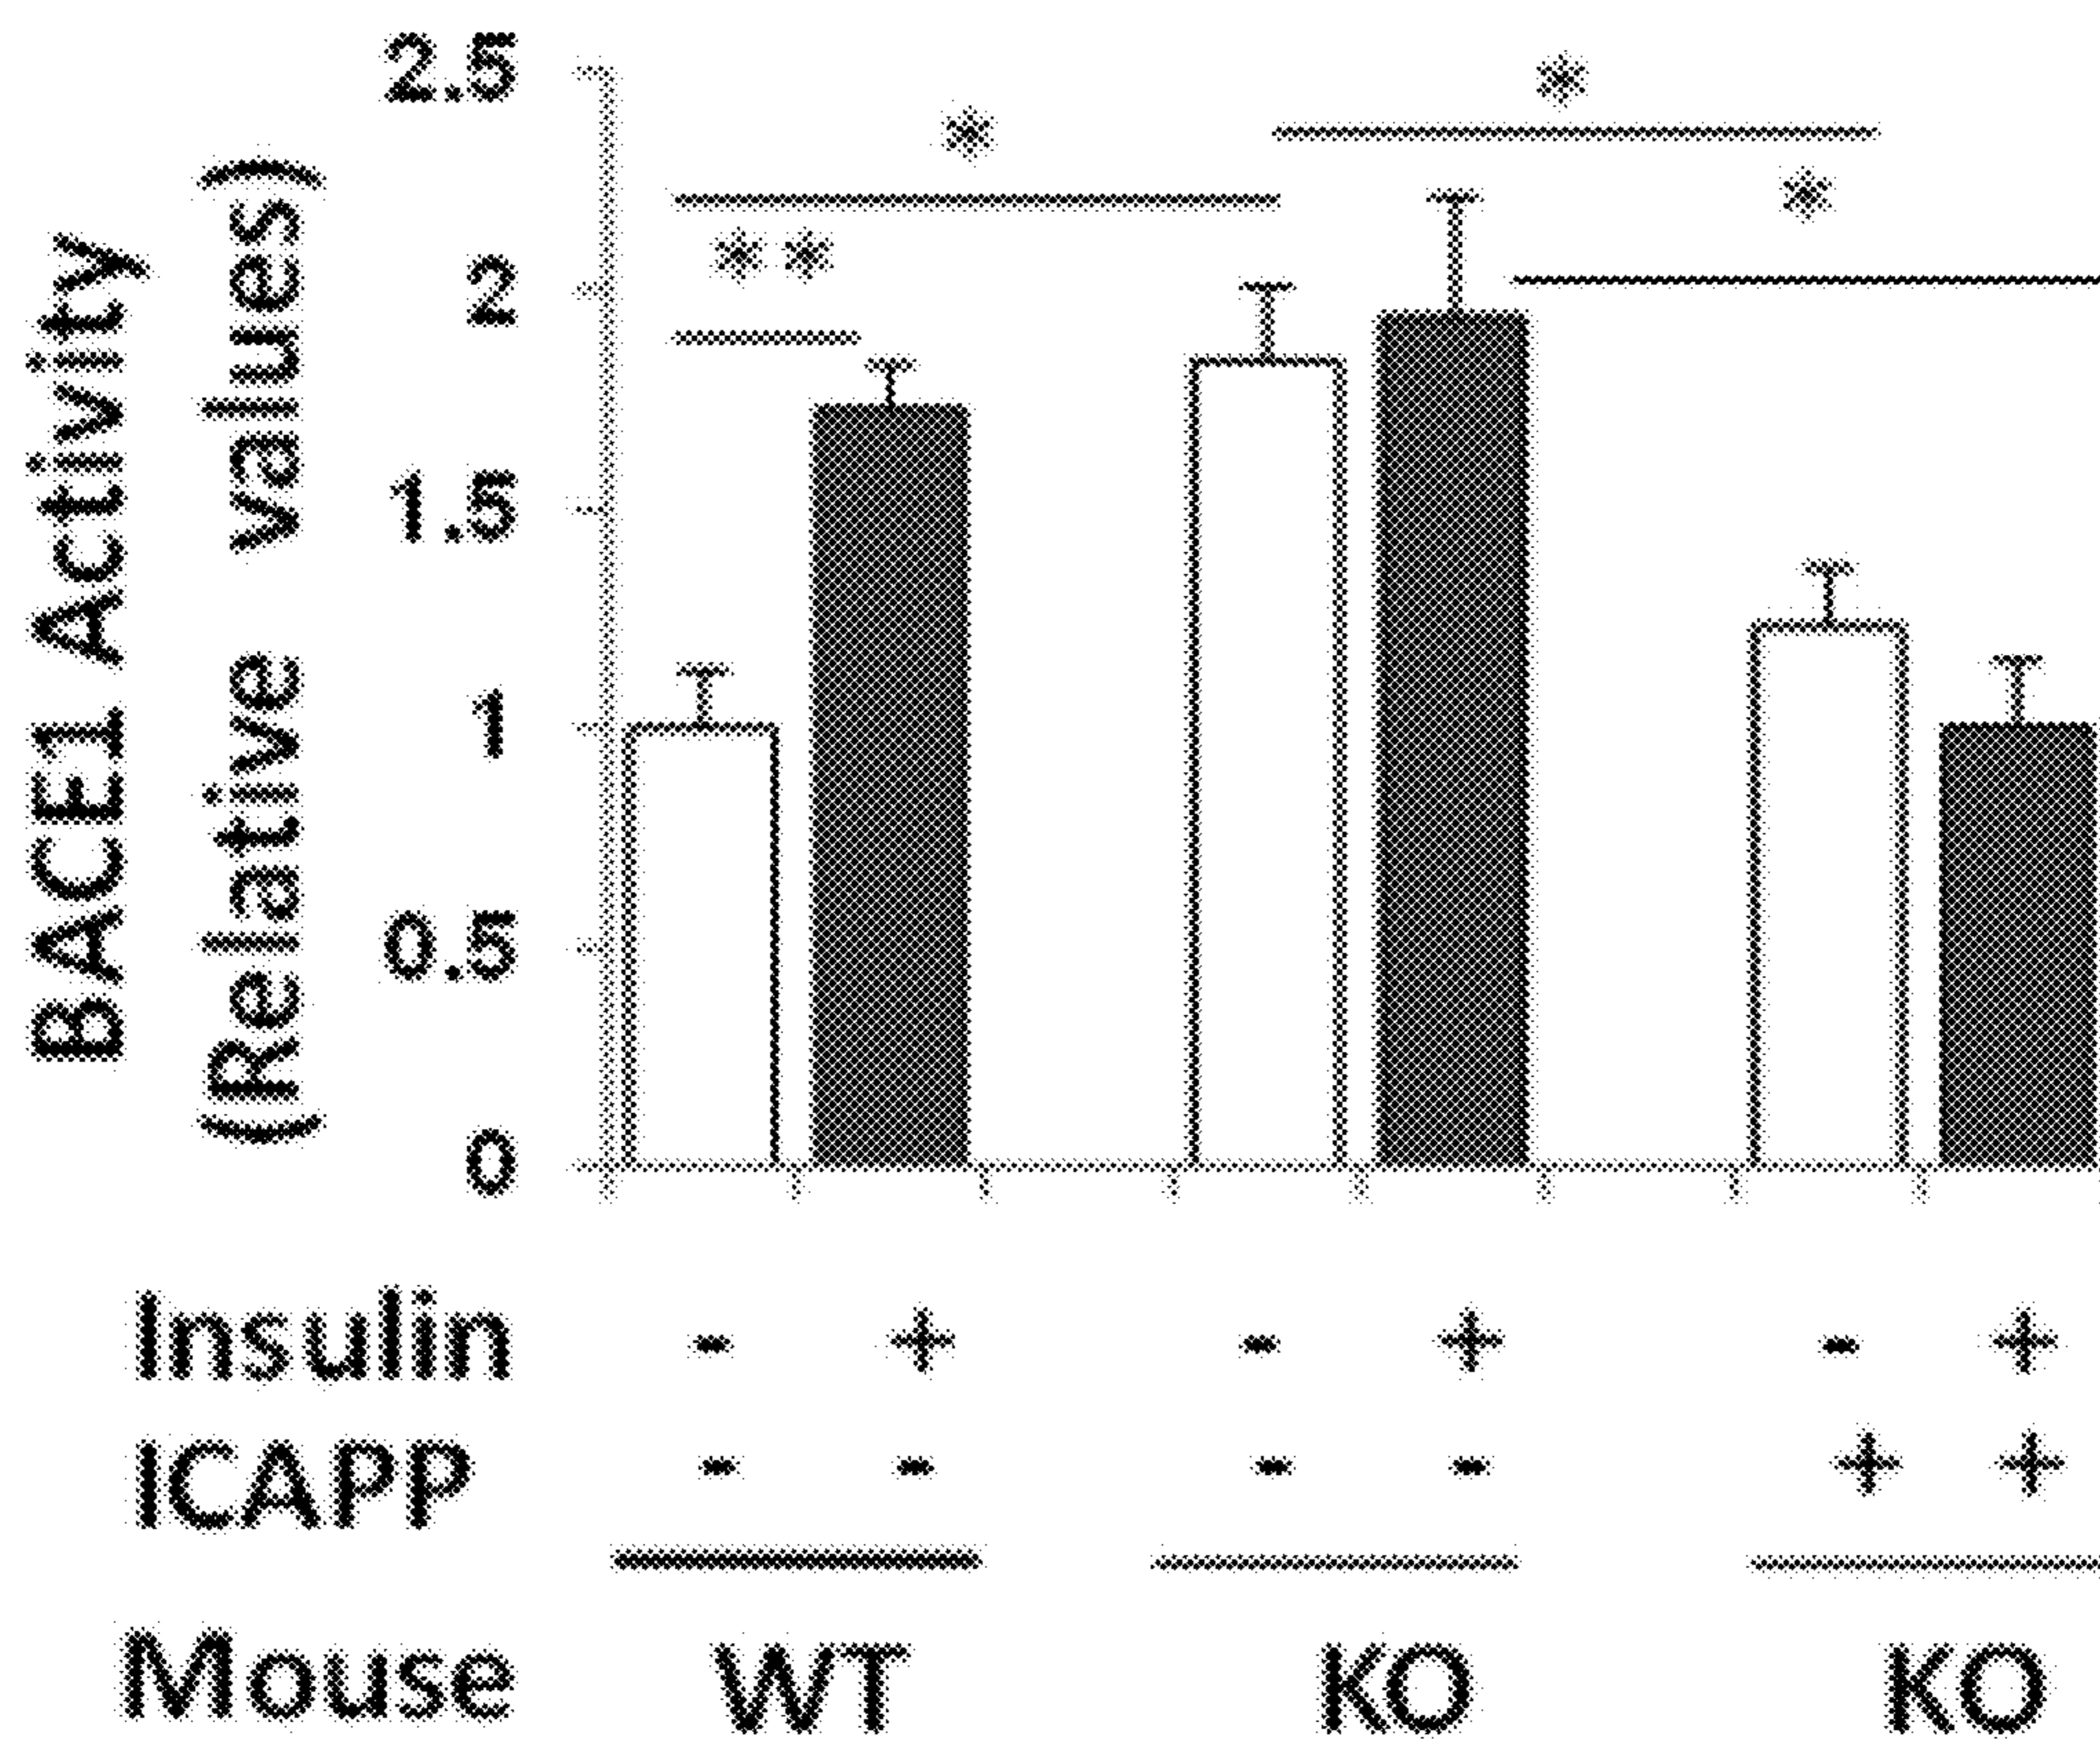 BACE1 Activity
(Relative values)
2.5
2
1.5
1
0.5
0
*
*
*
**
Insulin - + - + - +
ICAPP - - - - + +
Mouse WT KO KO